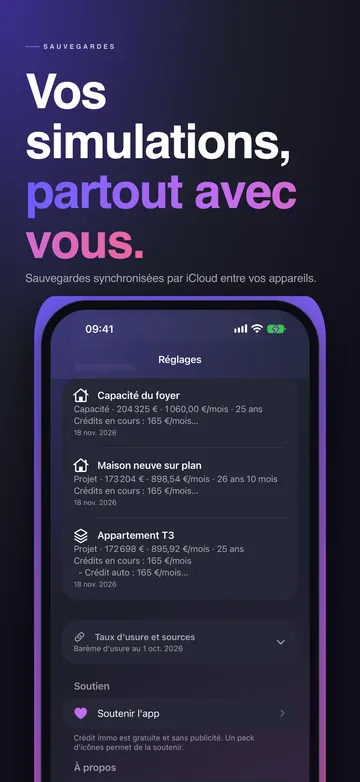 SAUVEGARDES
Vos
simulations,
partout avec
vous.
Sauvegardes synchronisées par iCloud entre vos appareils.
09:41
Réglages
Capacité du foyer
Capacité · 204 325 € · 1 060,00 €/mois · 25 ans
Crédits en cours : 165 €/mois...
18 nov. 2026
Maison neuve sur plan
Projet · 173 204 € · 898,54 €/mois · 26 ans 10 mois
Crédits en cours : 165 €/mois...
18 nov. 2026
Appartement T3
Projet · 172 698 € · 895,92 €/mois · 25 ans
Crédits en cours : 165 €/mois
- Crédit auto : 165 €/mois...
18 nov. 2026
Taux d'usure et sources
Barème d'usure au 1 oct. 2026
Soutien
Soutenir l'app
Crédit Immo est gratuite et sans publicité. Un pack
d'icônes permet de la soutenir.
À propos